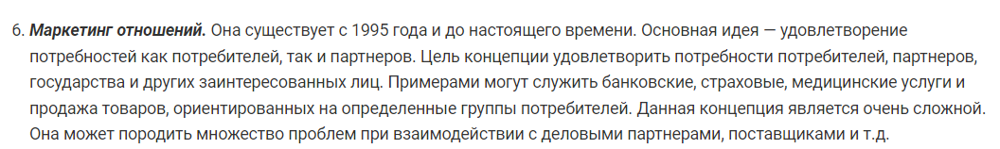 6. Маркетинг отношений. Она существует с 1995 года и до настоящего времени. Основная идея — удовлетворение
потребностей как потребителей, так и партнеров. Цель концепции удовлетворить потребности потребителей, партнеров,
государства и других заинтересованных лиц. Примерами могут служить банковские, страховые, медицинские услуги и
продажа товаров, ориентированных на определенные группы потребителей. Данная концепция является очень сложной.
Она может породить множество проблем при взаимодействии с деловыми партнерами, поставщиками и т.д.